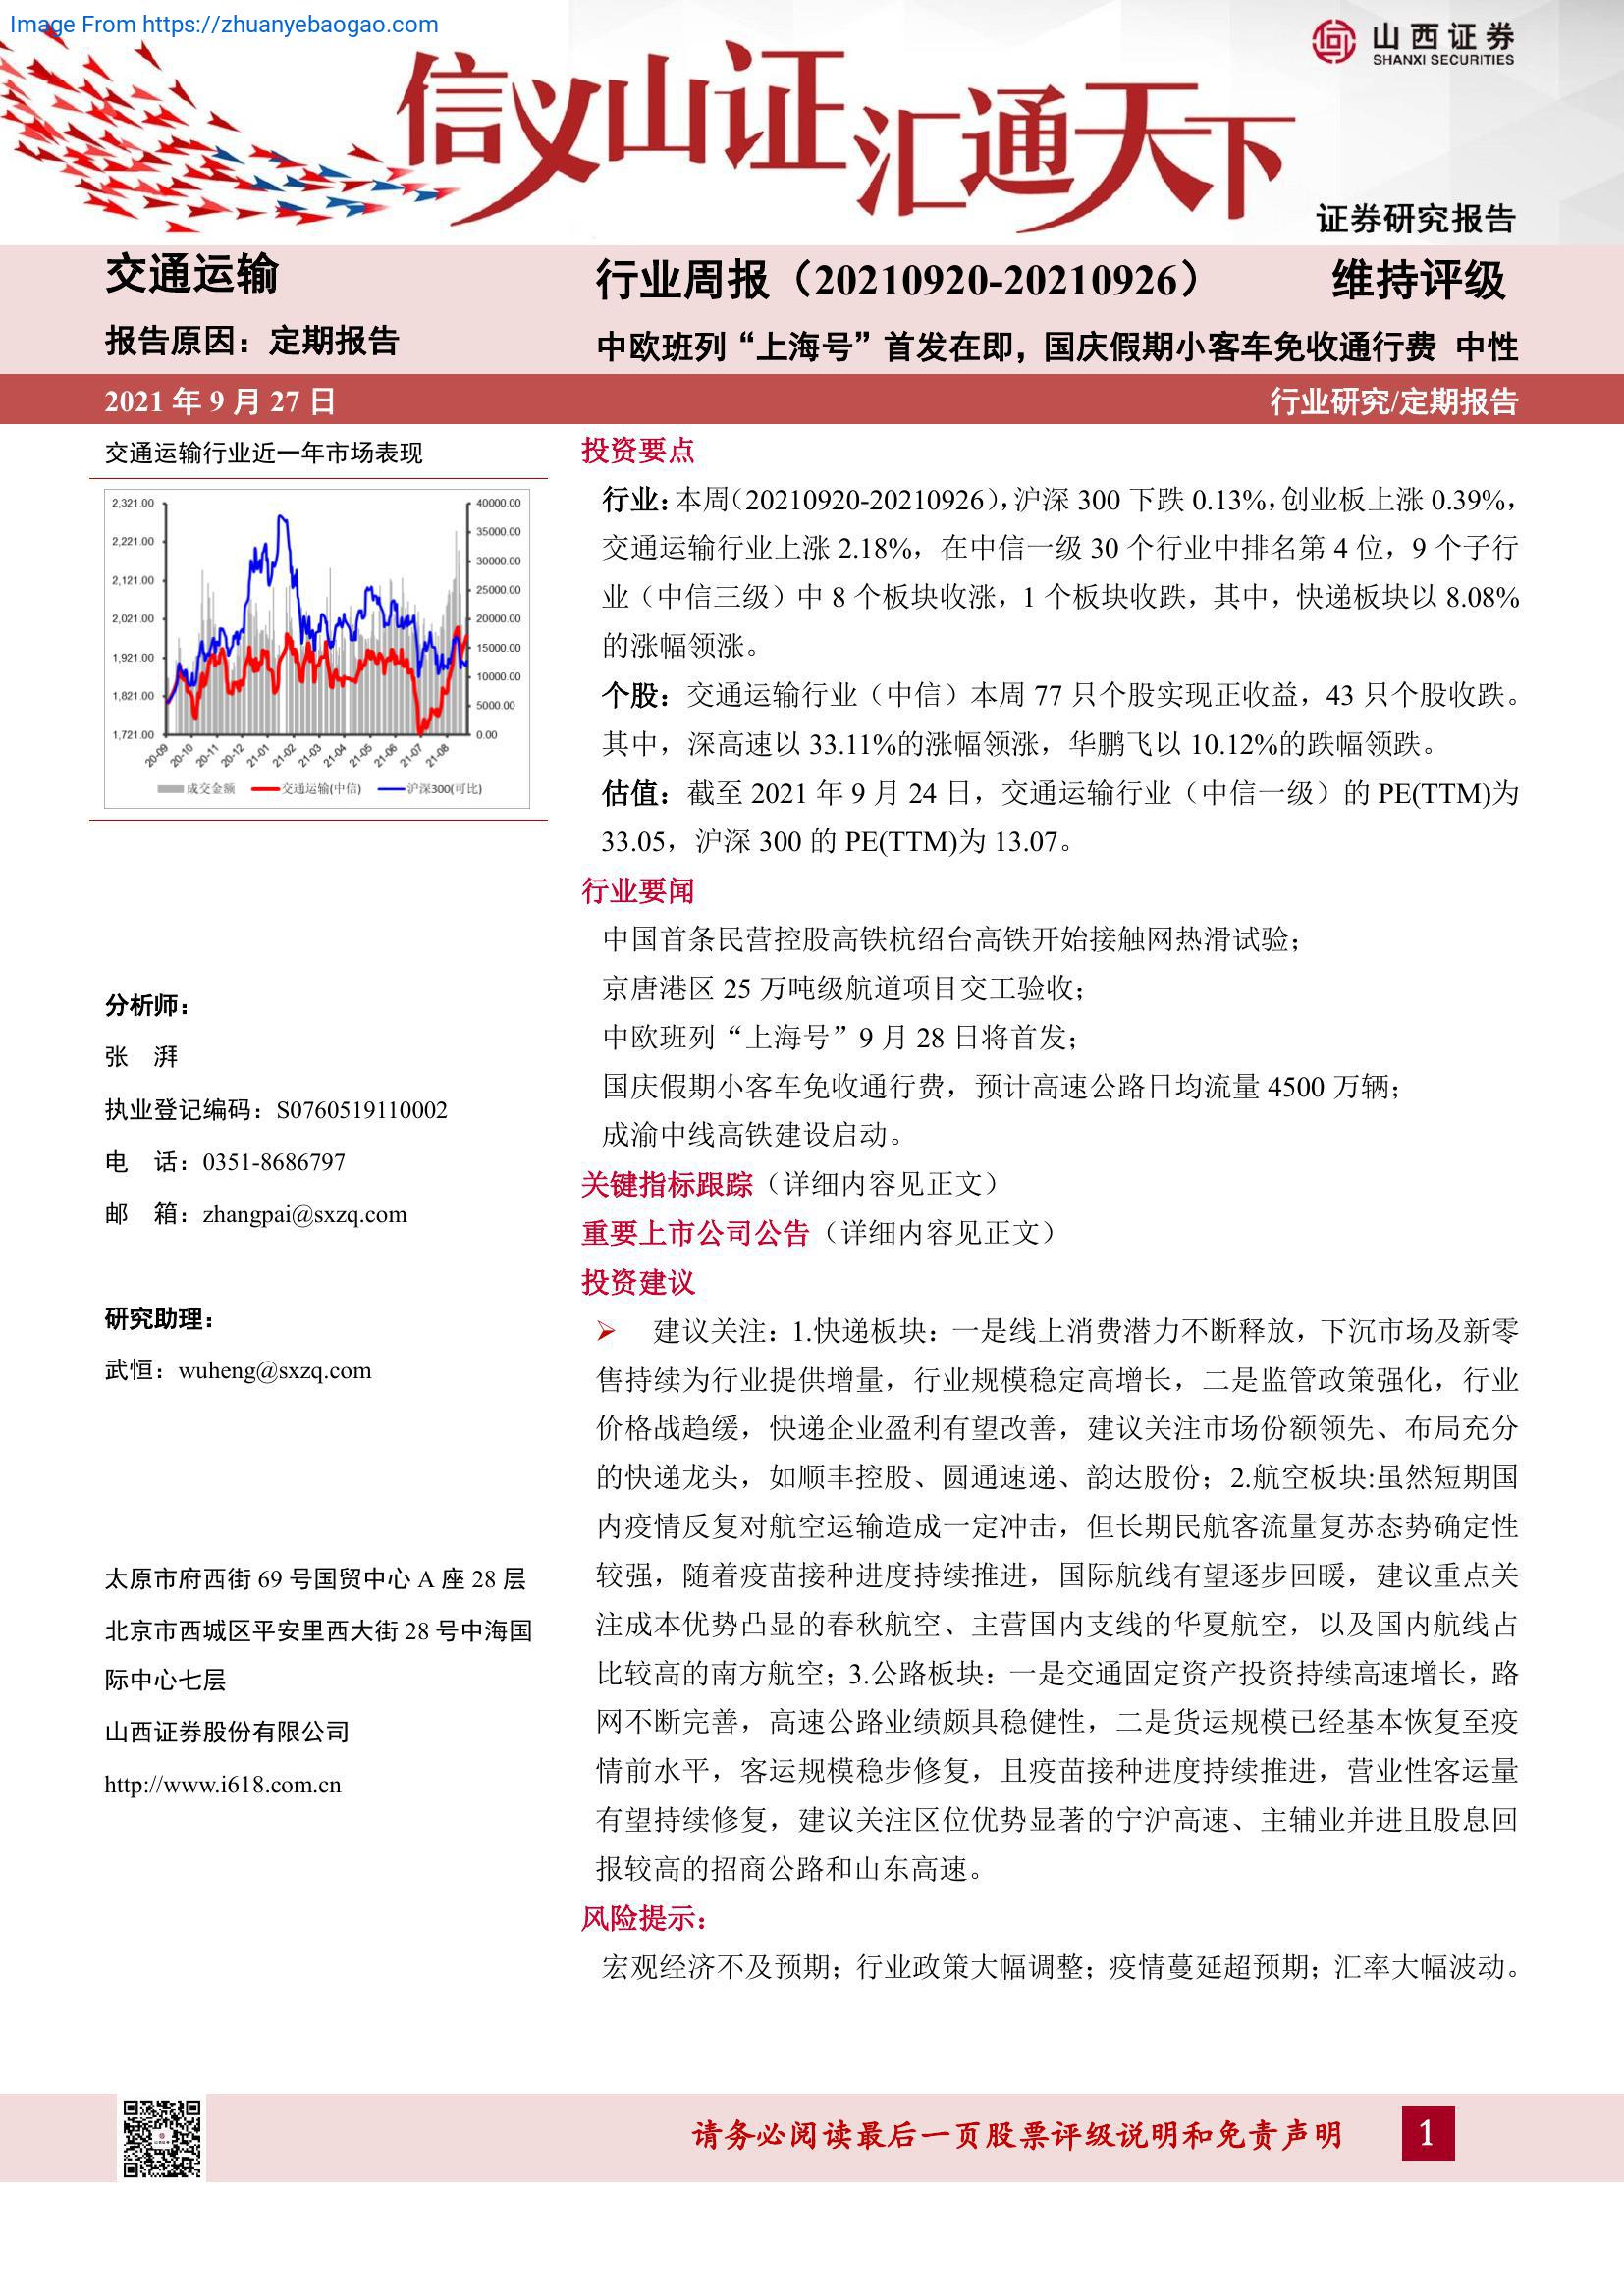 Image From https://zhuanyebaogao.com
山西证券
SHANXI SECURITIES
信义山证汇通天下
证券研究报告
交通运输
报告原因：定期报告
行业周报（20210920-20210926） 维持评级
中欧班列“上海号”首发在即，国庆假期小客车免收通行费 中性
2021 年 9 月 27 日 行业研究/定期报告
交通运输行业近一年市场表现
2,321.00
2,221.00
2,121.00
2,021.00
1,921.00
1,821.00
1,721.00
40000.00
35000.00
30000.00
25000.00
20000.00
15000.00
10000.00
5000.00
0.00
20-09 20-10 20-11 20-12 21-01 21-02 21-03 21-04 21-05 21-06 21-07 21-08
成交金额 交通运输(中信) 沪深300(可比)
分析师：
张 湃
执业登记编码：S0760519110002
电 话：0351-8686797
邮 箱：zhangpai@sxzq.com
研究助理：
武恒：wuheng@sxzq.com
太原市府西街 69 号国贸中心 A 座 28 层
北京市西城区平安里西大街 28 号中海国
际中心七层
山西证券股份有限公司
http://www.i618.com.cn
投资要点
行业：本周（20210920-20210926），沪深 300 下跌 0.13%，创业板上涨 0.39%，
交通运输行业上涨 2.18%，在中信一级 30 个行业中排名第 4 位，9 个子行
业（中信三级）中 8 个板块收涨，1 个板块收跌，其中，快递板块以 8.08%
的涨幅领涨。
个股：交通运输行业（中信）本周 77 只个股实现正收益，43 只个股收跌。
其中，深高速以 33.11%的涨幅领涨，华鹏飞以 10.12%的跌幅领跌。
估值：截至 2021 年 9 月 24 日，交通运输行业（中信一级）的 PE(TTM)为
33.05，沪深 300 的 PE(TTM)为 13.07。
行业要闻
中国首条民营控股高铁杭绍台高铁开始接触网热滑试验；
京唐港区 25 万吨级航道项目交工验收；
中欧班列“上海号”9 月 28 日将首发；
国庆假期小客车免收通行费，预计高速公路日均流量 4500 万辆；
成渝中线高铁建设启动。
关键指标跟踪（详细内容见正文）
重要上市公司公告（详细内容见正文）
投资建议
➢ 建议关注：1.快递板块：一是线上消费潜力不断释放，下沉市场及新零
售持续为行业提供增量，行业规模稳定高增长，二是监管政策强化，行业
价格战趋缓，快递企业盈利有望改善，建议关注市场份额领先、布局充分
的快递龙头，如顺丰控股、圆通速递、韵达股份；2.航空板块:虽然短期国
内疫情反复对航空运输造成一定冲击，但长期民航客流量复苏态势确定性
较强，随着疫苗接种进度持续推进，国际航线有望逐步回暖，建议重点关
注成本优势凸显的春秋航空、主营国内支线的华夏航空，以及国内航线占
比较高的南方航空；3.公路板块：一是交通固定资产投资持续高速增长，路
网不断完善，高速公路业绩颇具稳健性，二是货运规模已经基本恢复至疫
情前水平，客运规模稳步修复，且疫苗接种进度持续推进，营业性客运量
有望持续修复，建议关注区位优势显著的宁沪高速、主辅业并进且股息回
报较高的招商公路和山东高速。
风险提示：
宏观经济不及预期；行业政策大幅调整；疫情蔓延超预期；汇率大幅波动。
请务必阅读最后一页股票评级说明和免责声明
1